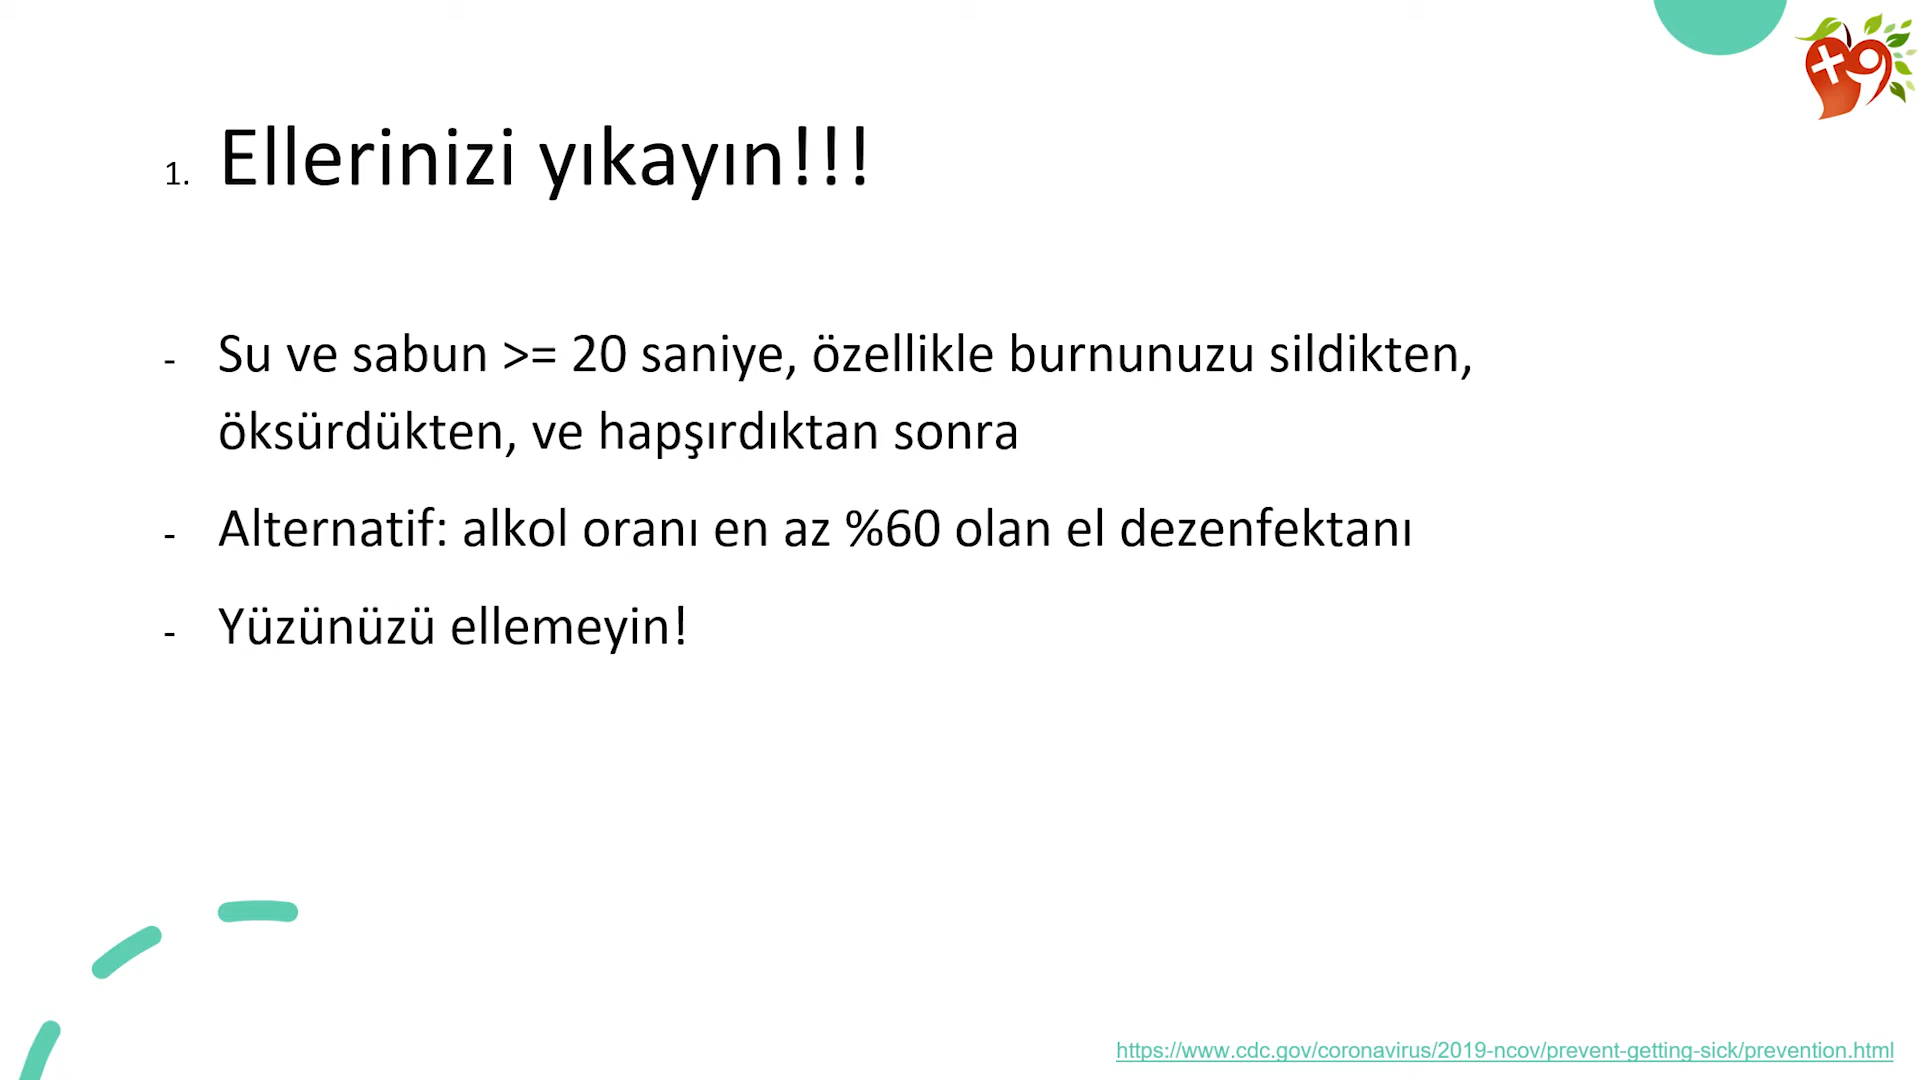 1. Ellerinizi yıkayın!!!
- Su ve sabun >= 20 saniye, özellikle burnunuzu sildikten,
öksürdükten, ve hapşırdıktan sonra
- Alternatif: alkol oranı en az %60 olan el dezenfektanı
- Yüzünüzü ellemeyin!
https://www.cdc.gov/coronavirus/2019-ncov/prevent-getting-sick/prevention.html